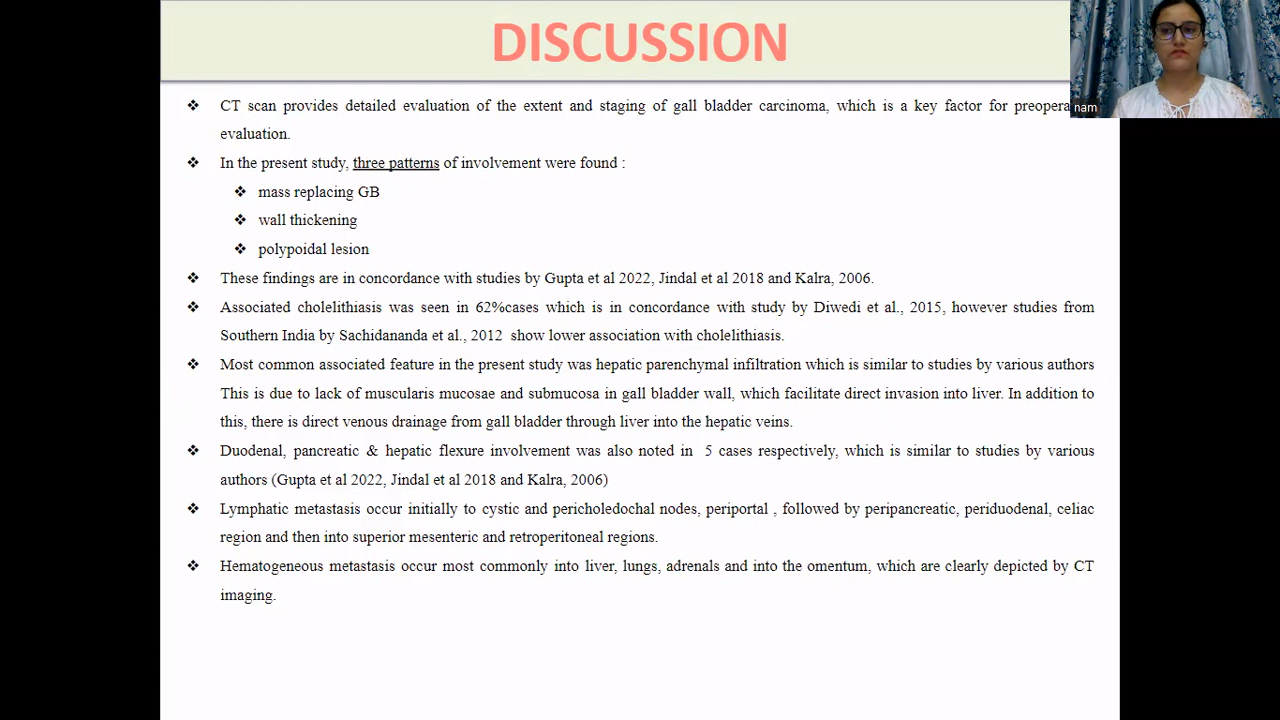 DISCUSSION
nam
❖ CT scan provides detailed evaluation of the extent and staging of gall bladder carcinoma, which is a key factor for preopera
evaluation.
❖ In the present study, three patterns of involvement were found :
❖ mass replacing GB
❖ wall thickening
❖ polypoidal lesion
❖ These findings are in concordance with studies by Gupta et al 2022, Jindal et al 2018 and Kalra, 2006.
❖ Associated cholelithiasis was seen in 62%cases which is in concordance with study by Diwedi et al., 2015, however studies from
Southern India by Sachidananda et al., 2012 show lower association with cholelithiasis.
❖ Most common associated feature in the present study was hepatic parenchymal infiltration which is similar to studies by various authors
This is due to lack of muscularis mucosae and submucosa in gall bladder wall, which facilitate direct invasion into liver. In addition to
this, there is direct venous drainage from gall bladder through liver into the hepatic veins.
❖ Duodenal, pancreatic & hepatic flexure involvement was also noted in 5 cases respectively, which is similar to studies by various
authors (Gupta et al 2022, Jindal et al 2018 and Kalra, 2006)
❖ Lymphatic metastasis occur initially to cystic and pericholedochal nodes, periportal , followed by peripancreatic, periduodenal, celiac
region and then into superior mesenteric and retroperitoneal regions.
❖ Hematogeneous metastasis occur most commonly into liver, lungs, adrenals and into the omentum, which are clearly depicted by CT
imaging.